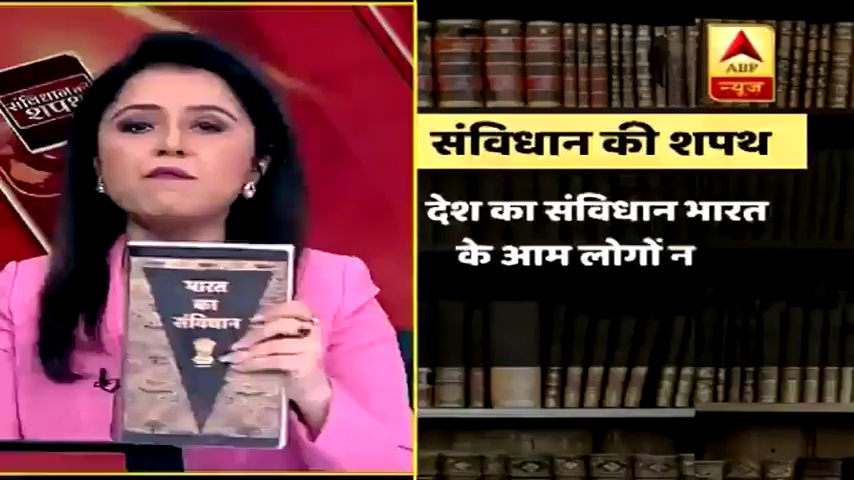 संविधान की
शपथ
भारत
का
संविधान
ABP
न्यूज़
संविधान की शपथ
देश का संविधान भारत
के आम लोगों न